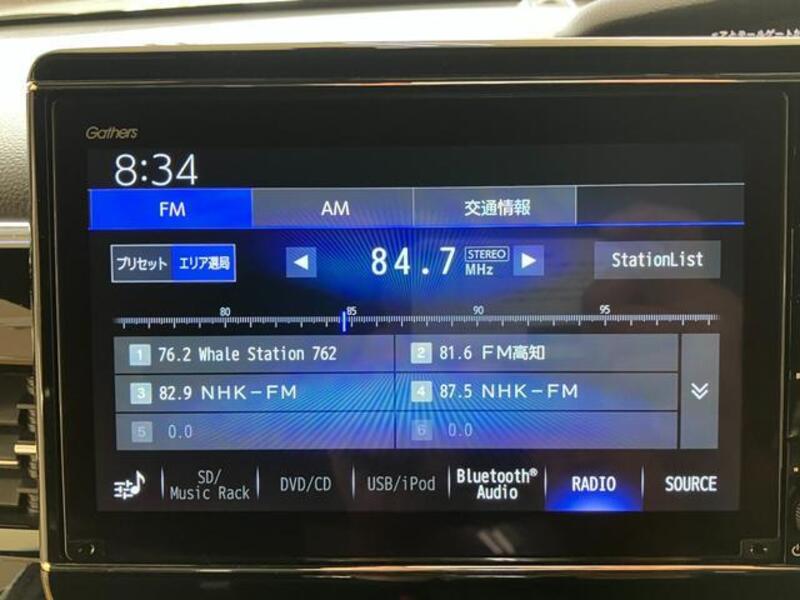 Gathers
8:34
FM AM 交通情報
プリセット エリア選局 ◀ 84.7 STEREO MHz ▶ StationList
80 85 90 95
1 76.2 Whale Station 762 2 81.6 FM高知
3 82.9 NHK-FM 4 87.5 NHK-FM
5 0.0 6 0.0
SD/ Music Rack DVD/CD USB/iPod Bluetooth® Audio RADIO SOURCE